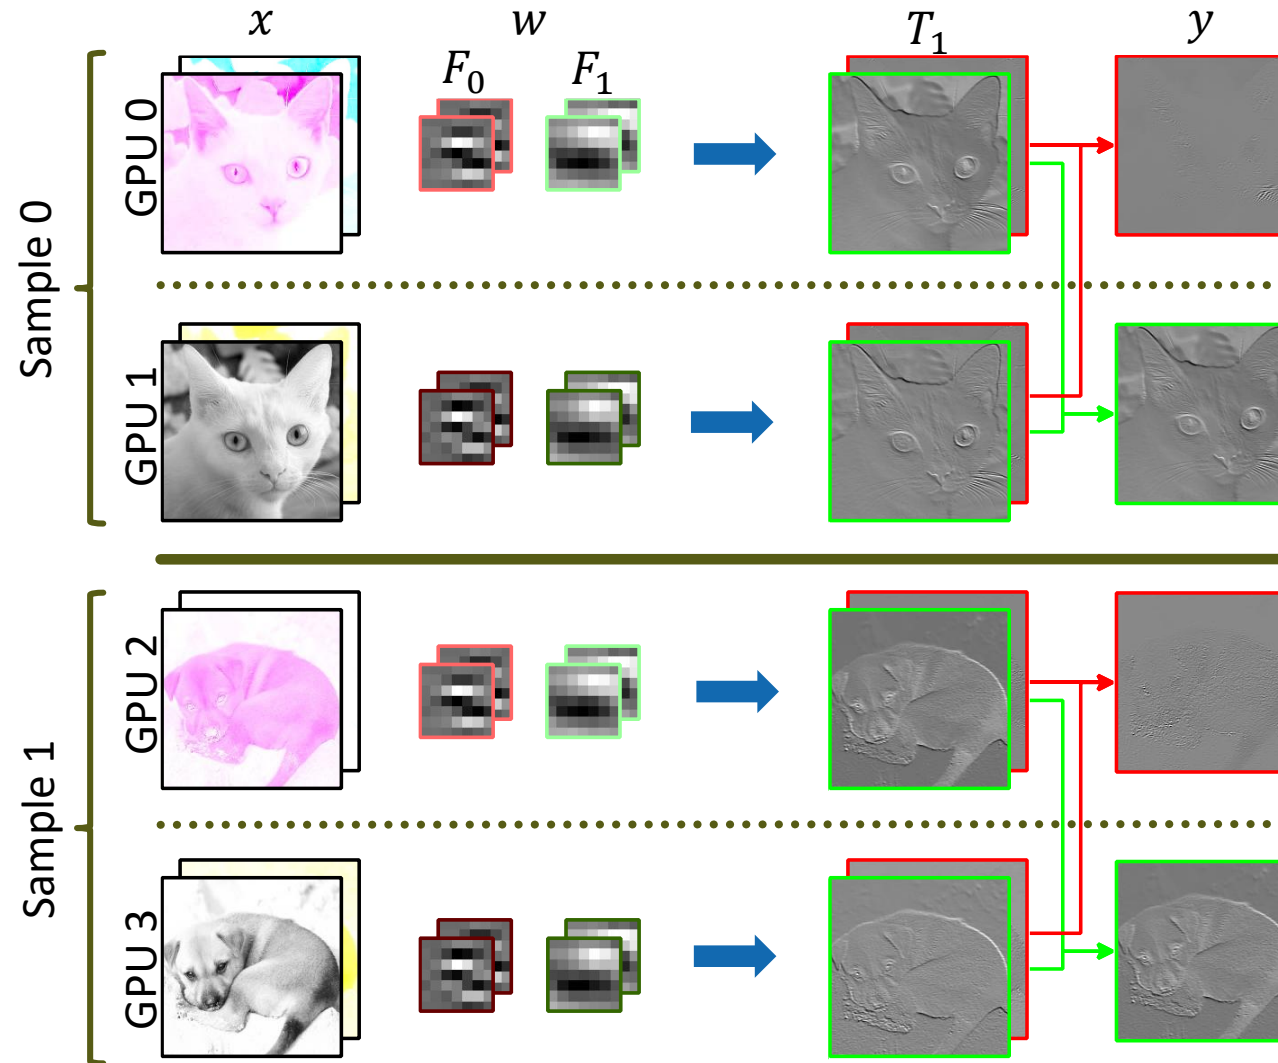 x
w
T₁
y
F₀
F₁
Sample 0
GPU 0
GPU 1
Sample 1
GPU 2
GPU 3